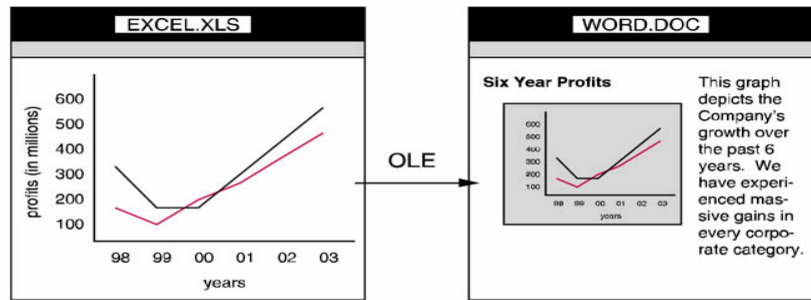 EXCEL.XLS
profits (in millions)
600
500
400
300
200
100
98 99 00 01 02 03
years
OLE
WORD.DOC
Six Year Profits
600
500
400
300
200
100
98 99 00 01 02 03
years
This graph
depicts the
Company's
growth over
the past 6
years. We
have experi-
enced mas-
sive gains in
every corpo-
rate category.